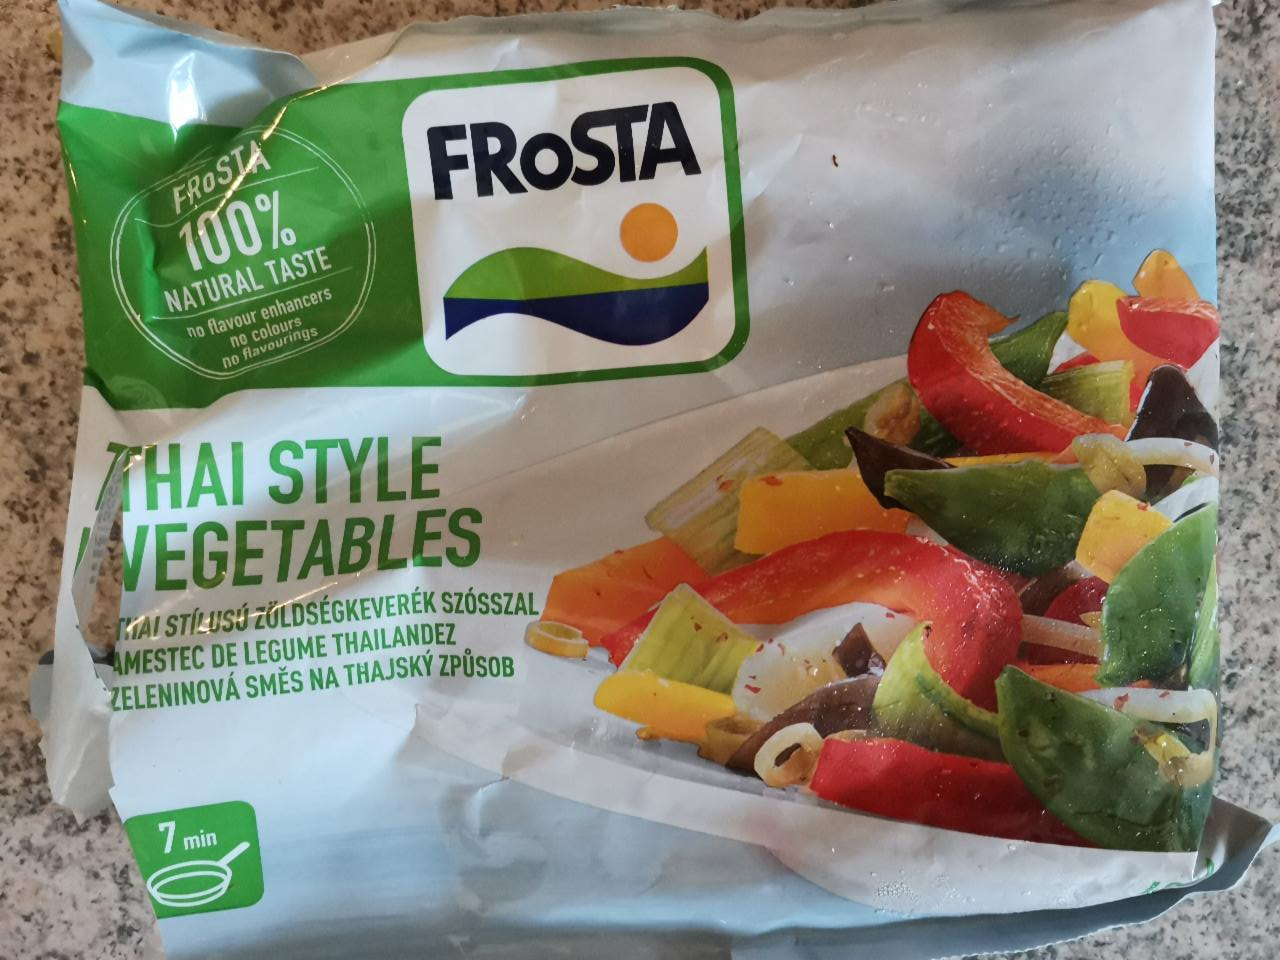 FRoSTA
100%
NATURAL TASTE
no flavour enhancers
no colours
no flavourings
FRoSTA
THAI STYLE
VEGETABLES
THAI STÍLUSÚ ZÖLDSÉGKEVERÉK SZÓSSZAL
AMESTEC DE LEGUME THAILANDEZ
ZELENINOVÁ SMĚS NA THAJSKÝ ZPŮSOB
7 min